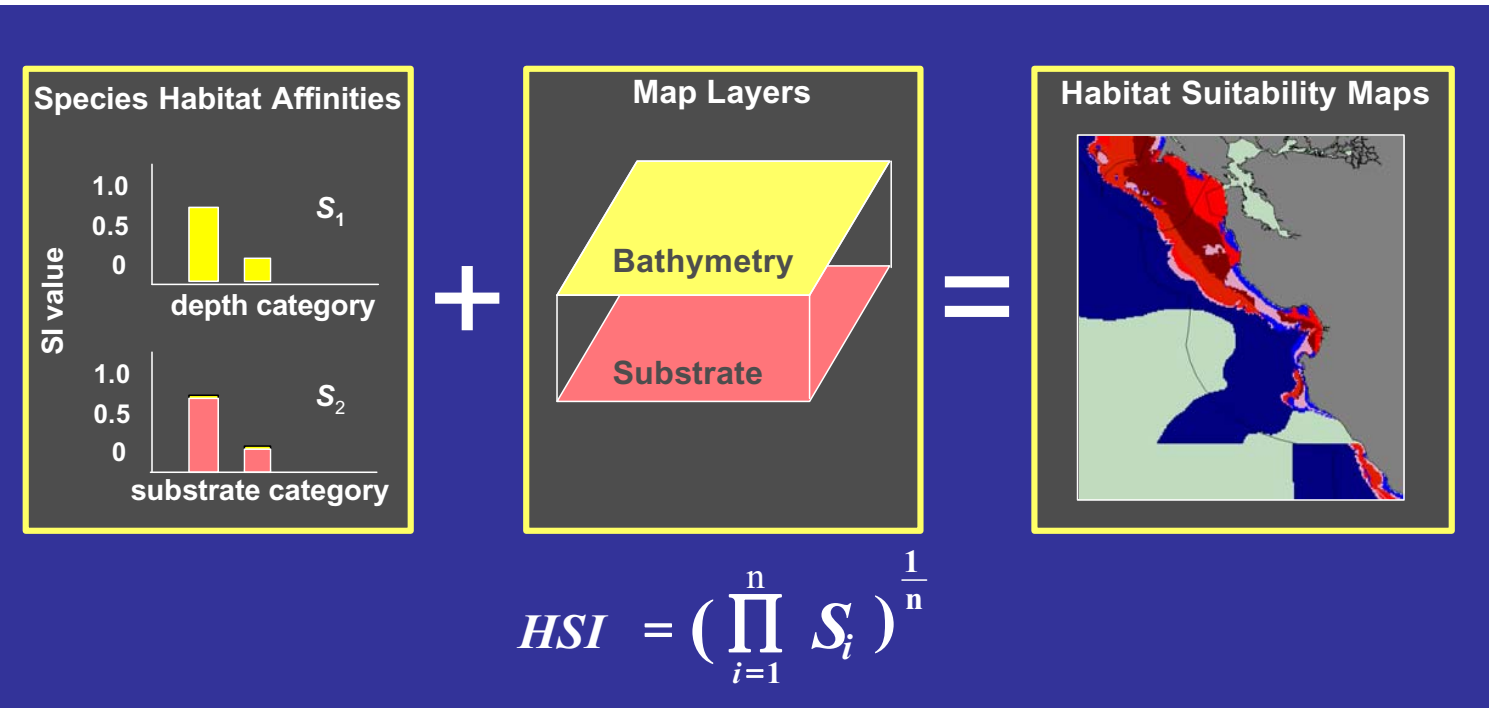 Species Habitat Affinities
1.0
0.5
0
S1
depth category
SI value
1.0
0.5
0
S2
substrate category
+
Map Layers
Bathymetry
Substrate
=
Habitat Suitability Maps
HSI = ( ∏ Si ) 1/n
n
i=1